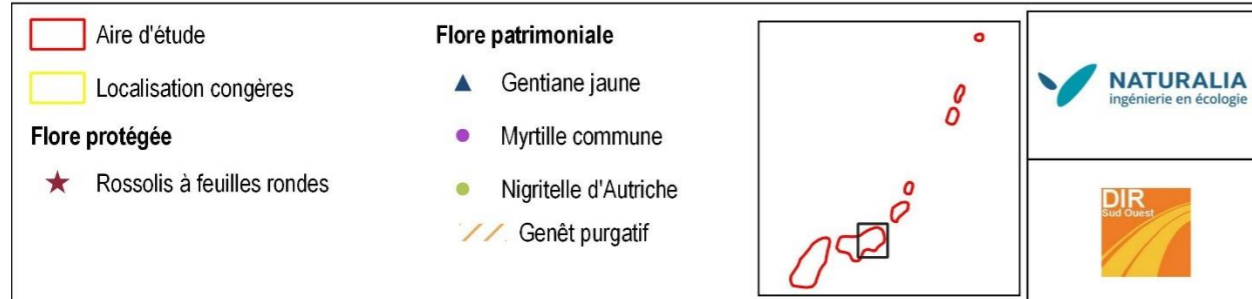 Aire d'étude
Localisation congères
Flore protégée
Rossolis à feuilles rondes
Flore patrimoniale
Gentiane jaune
Myrtille commune
Nigritelle d'Autriche
Genêt purgatif
NATURALIA
ingénierie en écologie
DIR
Sud Ouest